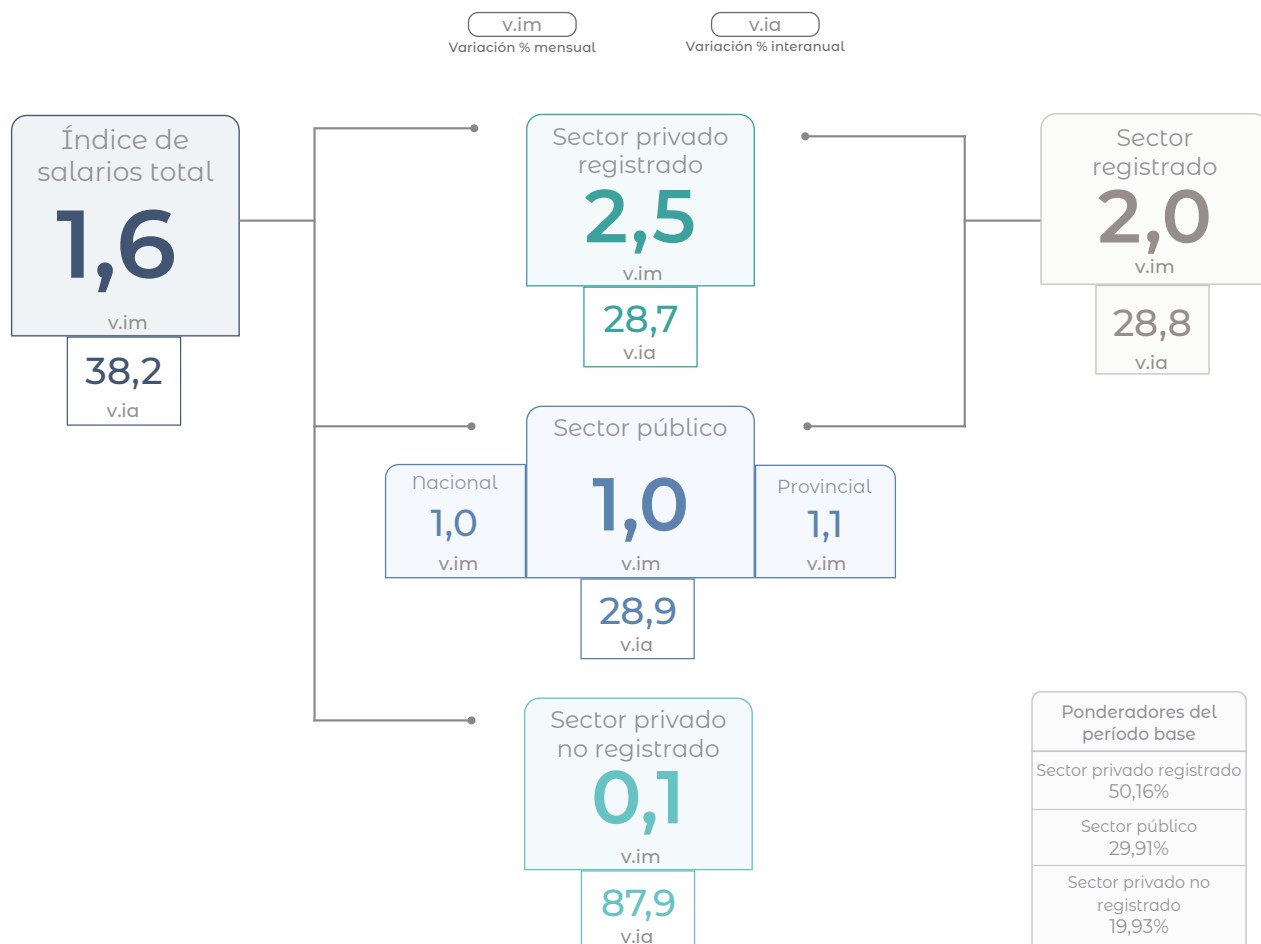 v.im
Variación % mensual
v.ia
Variación % interanual
Índice de
salarios total
1,6
v.im
38,2
v.ia
Sector privado
registrado
2,5
v.im
28,7
v.ia
Sector
registrado
2,0
v.im
28,8
v.ia
Sector público
1,0
v.im
Nacional
1,0
v.im
Provincial
1,1
v.im
28,9
v.ia
Sector privado
no registrado
0,1
v.im
87,9
v.ia
Ponderadores del
período base
Sector privado registrado
50,16%
Sector público
29,91%
Sector privado no
registrado
19,93%